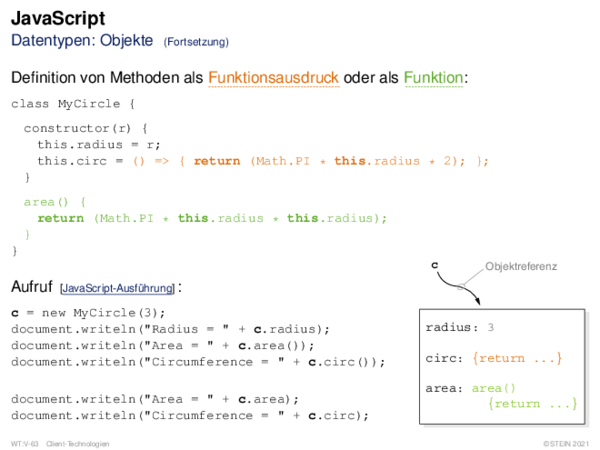 JavaScript
Datentypen: Objekte (Fortsetzung)
Definition von Methoden als Funktionsausdruck oder als Funktion:
class MyCircle {
constructor(r) {
this.radius = r;
this.circ = () => { return (Math.PI * this.radius * 2); };
}
area() {
return (Math.PI * this.radius * this.radius);
}
}
Aufruf [JavaScript-Ausführung]:
c = new MyCircle(3);
document.writeln("Radius = " + c.radius);
document.writeln("Area = " + c.area());
document.writeln("Circumference = " + c.circ());
document.writeln("Area = " + c.area);
document.writeln("Circumference = " + c.circ);
c
Objektreferenz
radius: 3
circ: {return ...}
area: area()
{return ...}
WT:V-63 Client-Technologien
©STEIN 2021